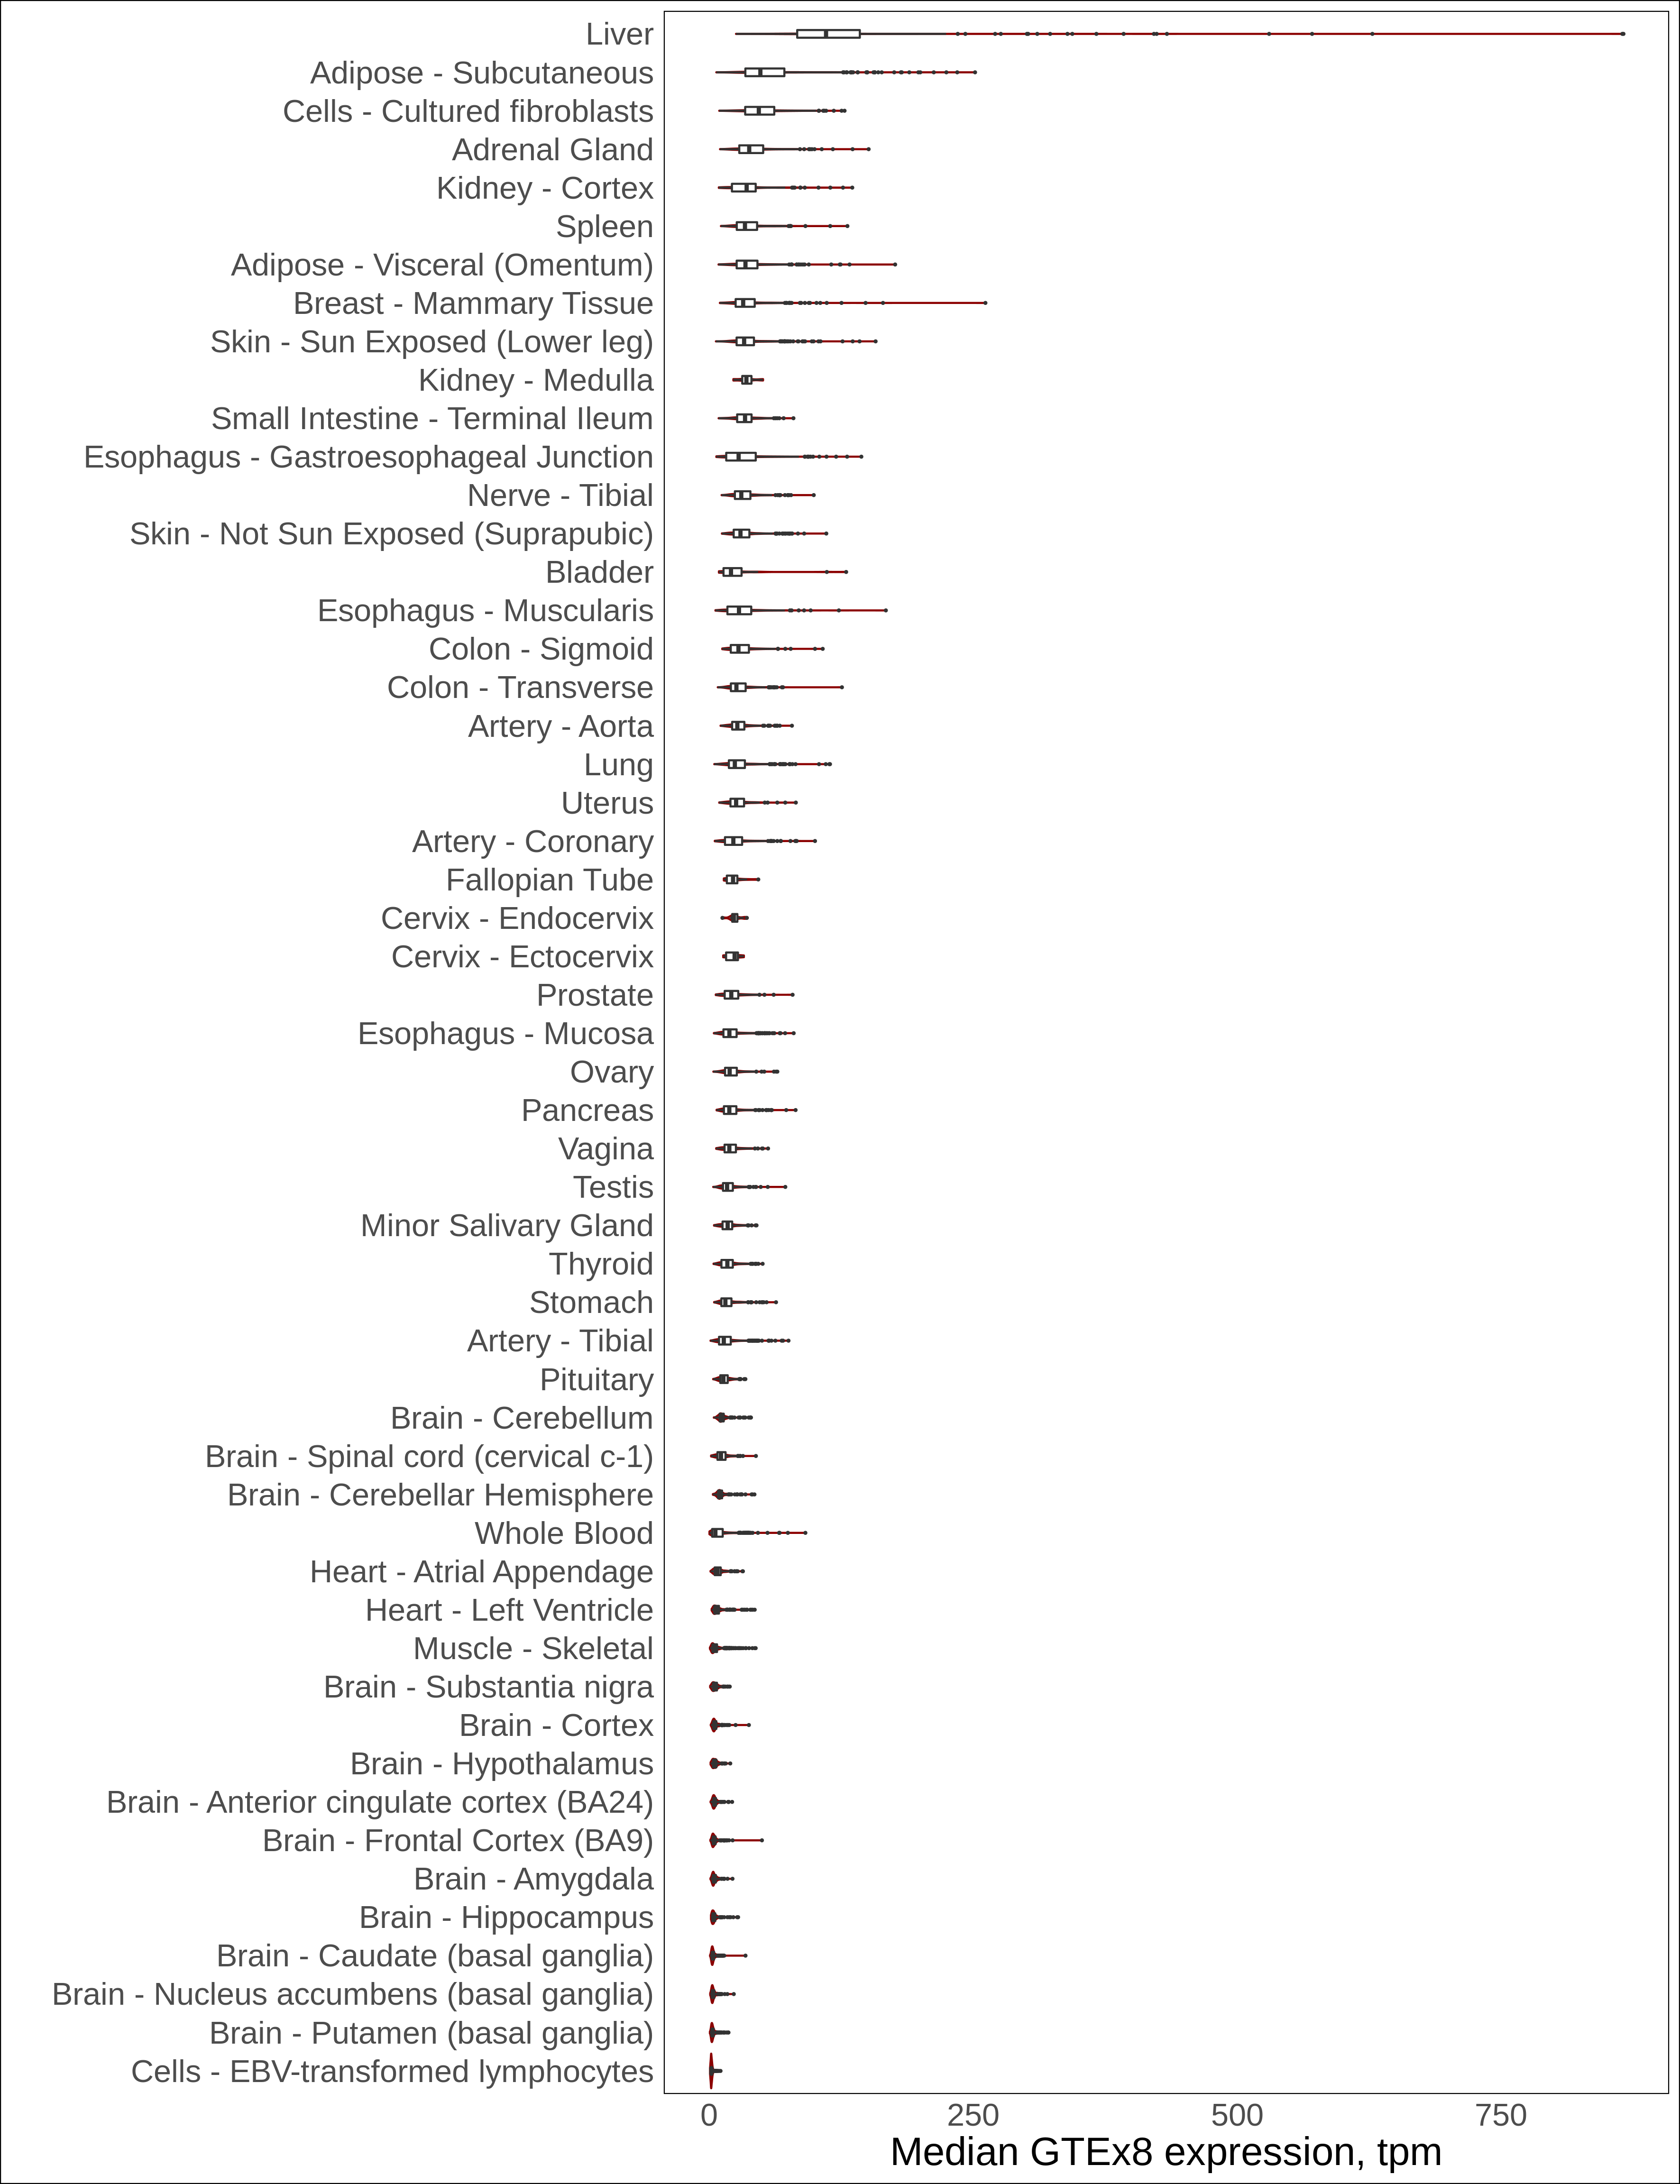 Liver
Adipose - Subcutaneous
Cells - Cultured fibroblasts
Adrenal Gland
Kidney - Cortex
Spleen
Adipose - Visceral (Omentum)
Breast - Mammary Tissue
Skin - Sun Exposed (Lower leg)
Kidney - Medulla
Small Intestine - Terminal Ileum
Esophagus - Gastroesophageal Junction
Nerve - Tibial
Skin - Not Sun Exposed (Suprapubic)
Bladder
Esophagus - Muscularis
Colon - Sigmoid
Colon - Transverse
Artery - Aorta
Lung
Uterus
Artery - Coronary
Fallopian Tube
Cervix - Endocervix
Cervix - Ectocervix
Prostate
Esophagus - Mucosa
Ovary
Pancreas
Vagina
Testis
Minor Salivary Gland
Thyroid
Stomach
Artery - Tibial
Pituitary
Brain - Cerebellum
Brain - Spinal cord (cervical c-1)
Brain - Cerebellar Hemisphere
Whole Blood
Heart - Atrial Appendage
Heart - Left Ventricle
Muscle - Skeletal
Brain - Substantia nigra
Brain - Cortex
Brain - Hypothalamus
Brain - Anterior cingulate cortex (BA24)
Brain - Frontal Cortex (BA9)
Brain - Amygdala
Brain - Hippocampus
Brain - Caudate (basal ganglia)
Brain - Nucleus accumbens (basal ganglia)
Brain - Putamen (basal ganglia)
Cells - EBV-transformed lymphocytes
0 250 500 750
Median GTEx8 expression, tpm